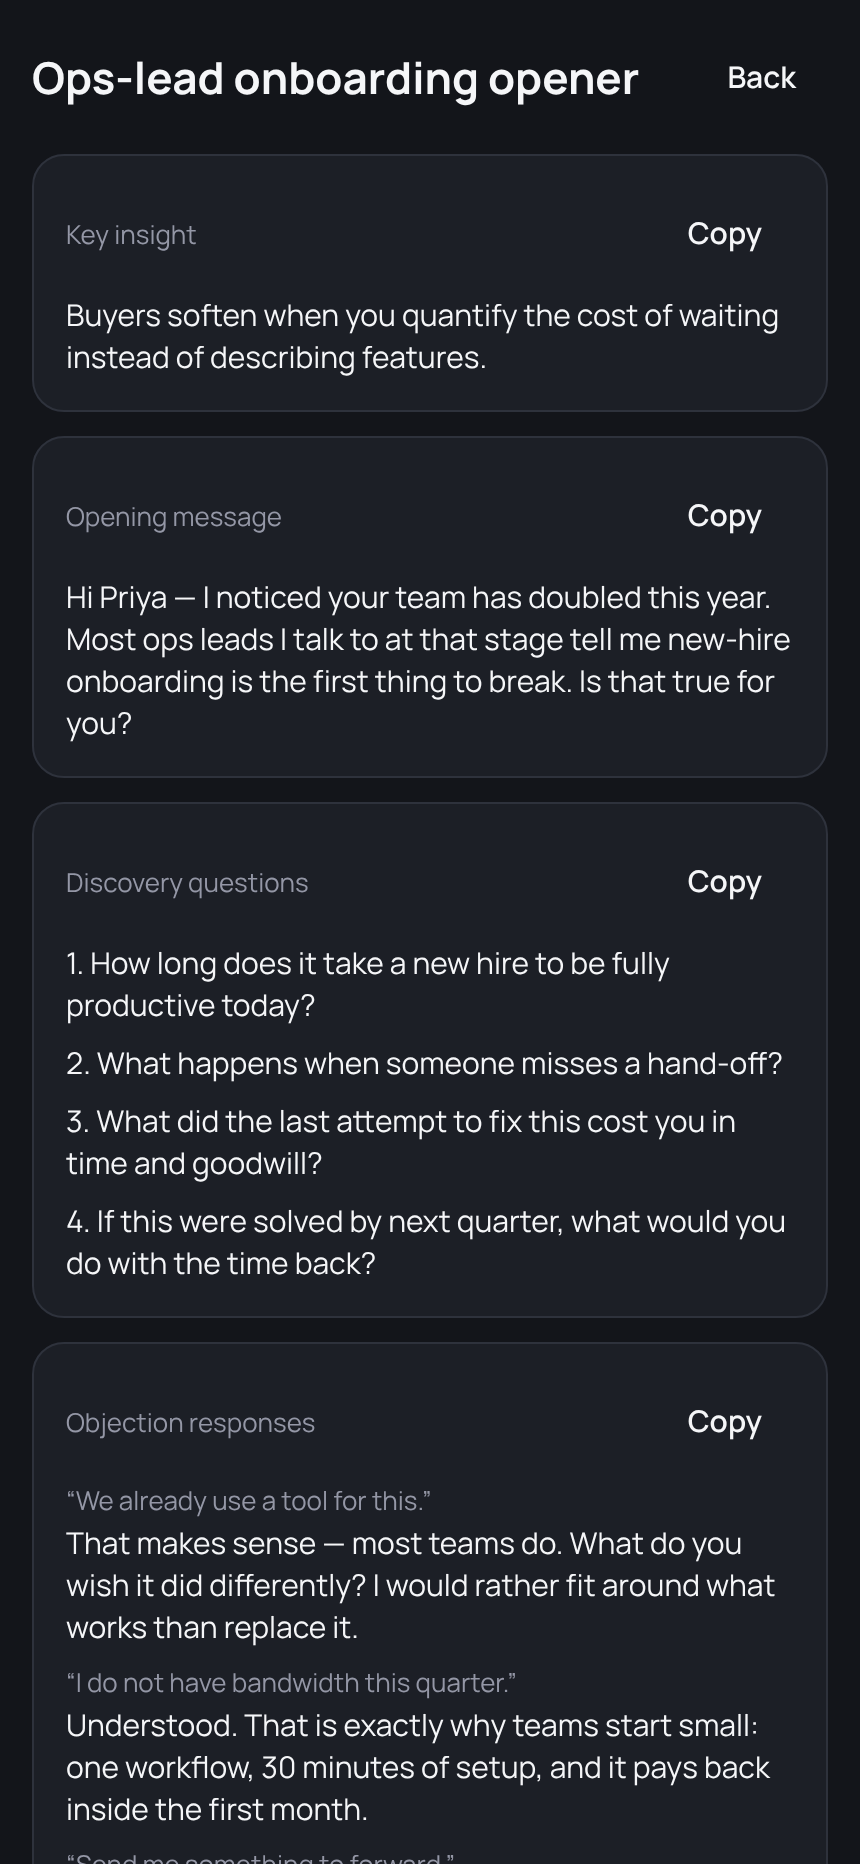 Ops-lead onboarding opener
Back
Key insight
Copy
Buyers soften when you quantify the cost of waiting
instead of describing features.
Opening message
Copy
Hi Priya — I noticed your team has doubled this year.
Most ops leads I talk to at that stage tell me new-hire
onboarding is the first thing to break. Is that true for
you?
Discovery questions
Copy
1. How long does it take a new hire to be fully
productive today?
2. What happens when someone misses a hand-off?
3. What did the last attempt to fix this cost you in
time and goodwill?
4. If this were solved by next quarter, what would you
do with the time back?
Objection responses
Copy
“We already use a tool for this.”
That makes sense — most teams do. What do you
wish it did differently? I would rather fit around what
works than replace it.
“I do not have bandwidth this quarter.”
Understood. That is exactly why teams start small:
one workflow, 30 minutes of setup, and it pays back
inside the first month.
“Send me something to forward.”